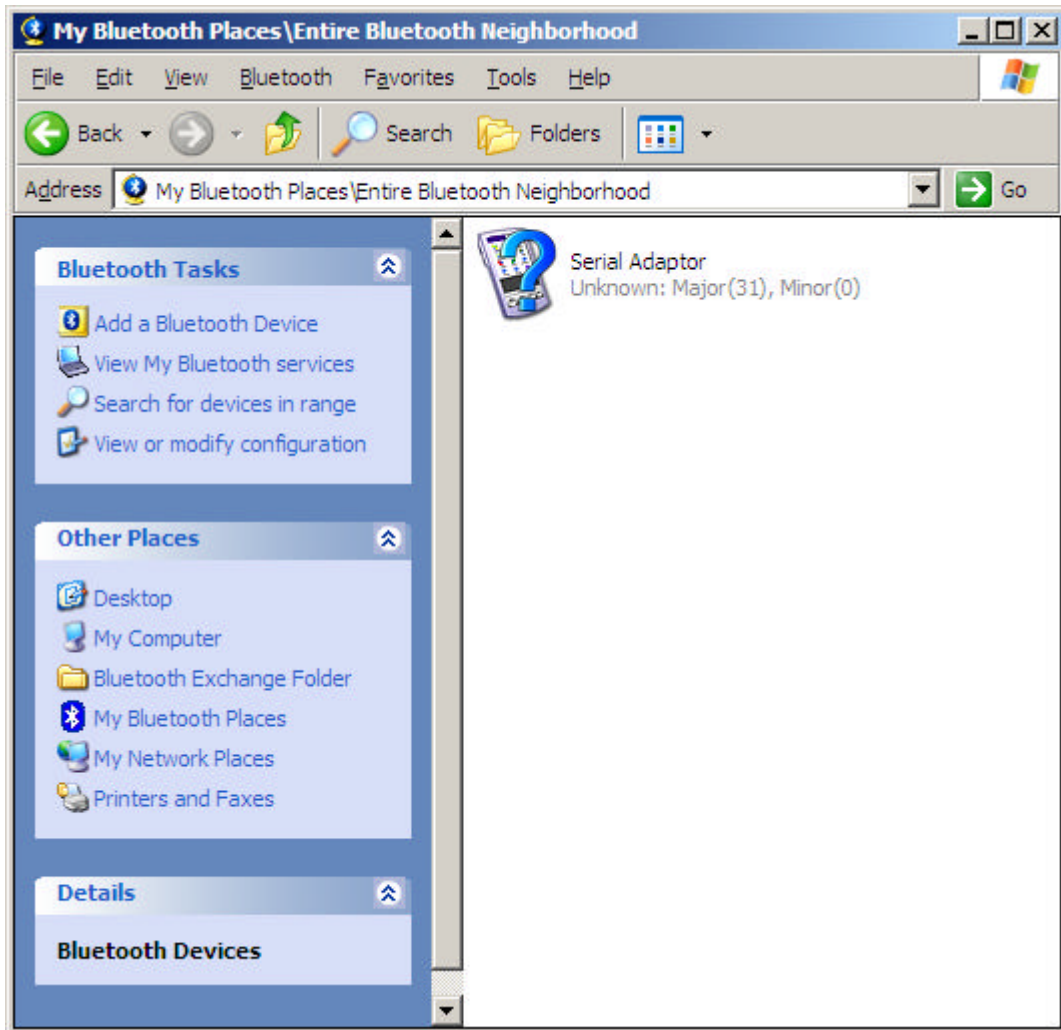 My Bluetooth Places\Entire Bluetooth Neighborhood
File Edit View Bluetooth Favorites Tools Help
Back Search Folders
Address My Bluetooth Places\Entire Bluetooth Neighborhood Go
Bluetooth Tasks
Add a Bluetooth Device
View My Bluetooth services
Search for devices in range
View or modify configuration
Other Places
Desktop
My Computer
Bluetooth Exchange Folder
My Bluetooth Places
My Network Places
Printers and Faxes
Details
Bluetooth Devices
Serial Adaptor
Unknown: Major(31), Minor(0)